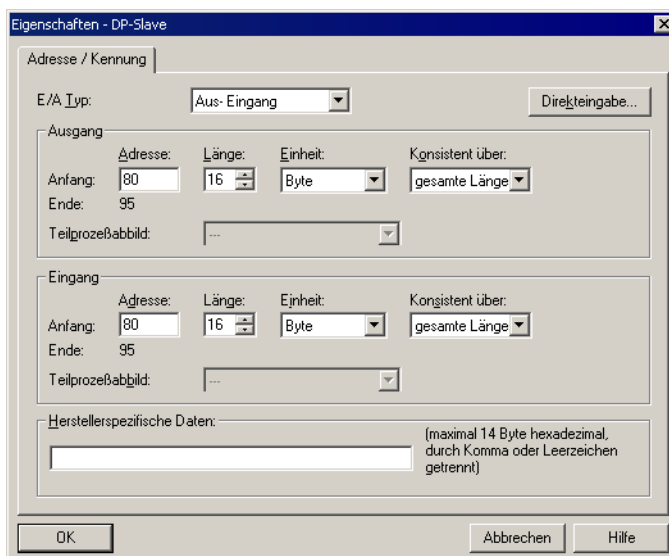 Eigenschaften - DP-Slave
Adresse / Kennung
E/A Typ: Aus- Eingang Direkteingabe...
Ausgang
Adresse: Länge: Einheit: Konsistent über:
Anfang: 80 16 Byte gesamte Länge
Ende: 95
Teilprozeßabbild: ---
Eingang
Adresse: Länge: Einheit: Konsistent über:
Anfang: 80 16 Byte gesamte Länge
Ende: 95
Teilprozeßabbild: ---
Herstellerspezifische Daten:
(maximal 14 Byte hexadezimal,
durch Komma oder Leerzeichen
getrennt)
OK Abbrechen Hilfe